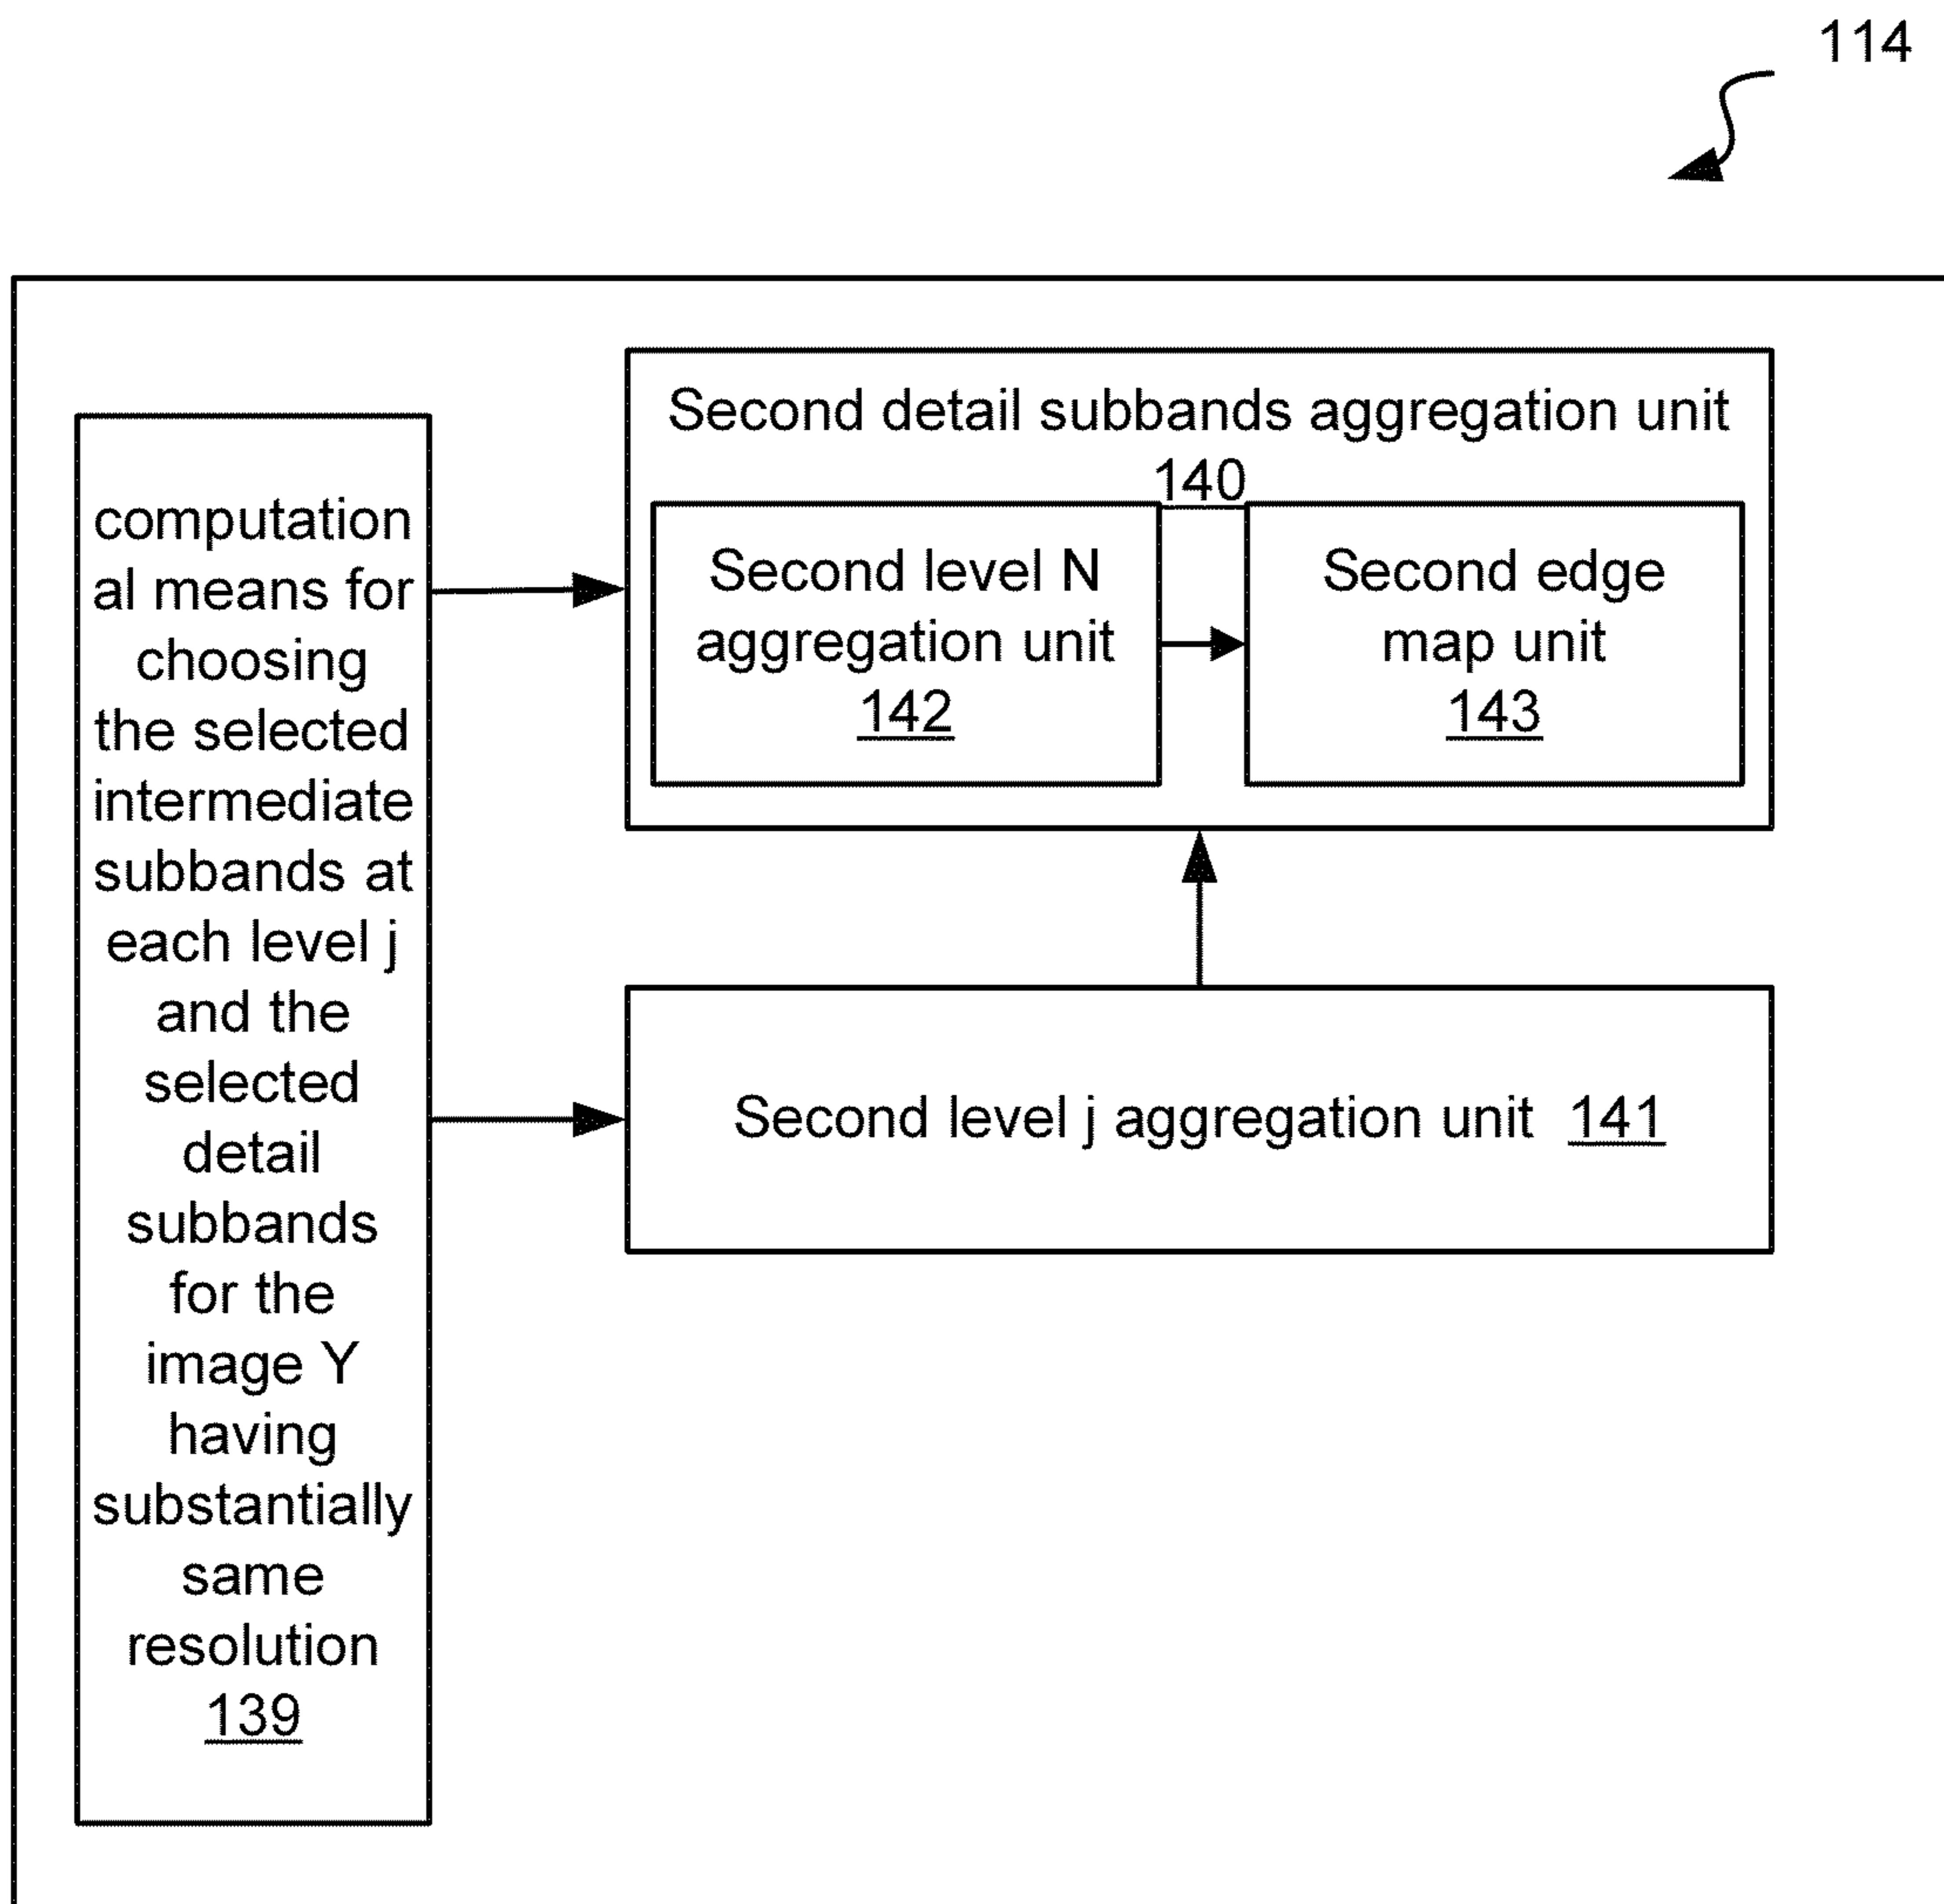 114
computation
al means for
choosing
the selected
intermediate
subbands at
each level j
and the
selected
detail
subbands
for the
image Y
having
substantially
same
resolution
139
Second detail subbands aggregation unit
140
Second level N
aggregation unit
142
Second edge
map unit
143
Second level j aggregation unit 141